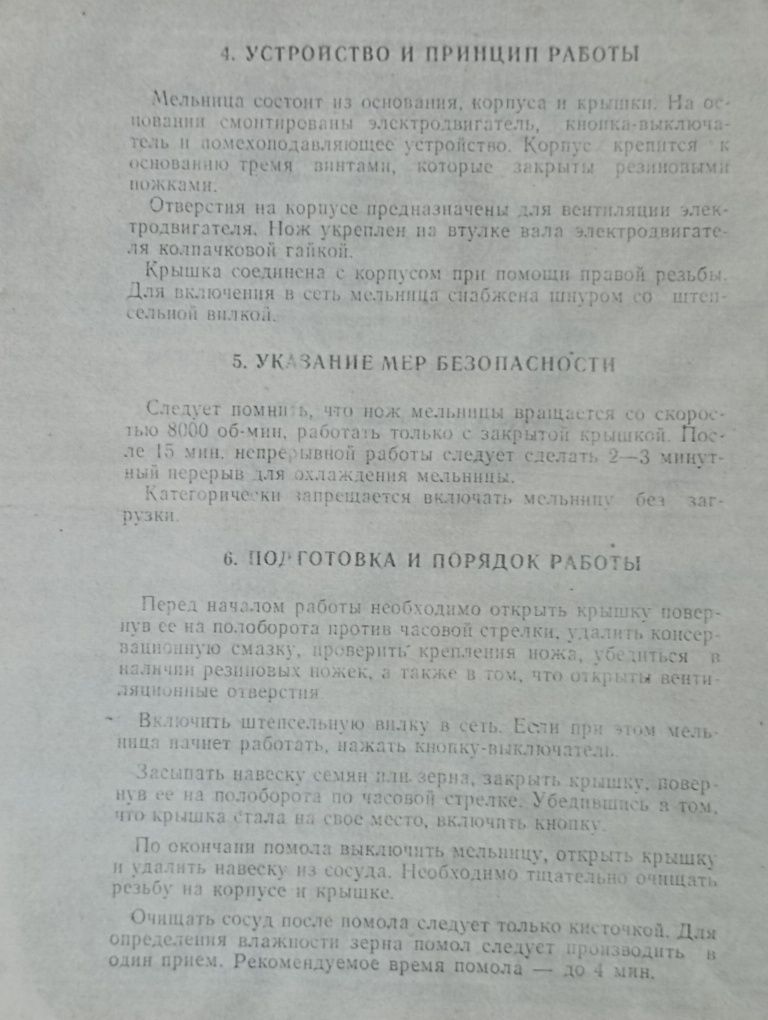 4. УСТРОЙСТВО И ПРИНЦИП РАБОТЫ
Мельница состоит из основания, корпуса и крышки. На ос-
новании смонтированы электродвигатель, кнопка-выключа-
тель и помехоподавляющее устройство. Корпус крепится к
основанию тремя винтами, которые закрыты резиновыми
ножками.
Отверстия на корпусе предназначены для вентиляции элек-
тродвигателя. Нож укреплен на втулке вала электродвигате-
ля колпачковой гайкой.
Крышка соединена с корпусом при помощи правой резьбы.
Для включения в сеть мельница снабжена шнуром со штеп-
сельной вилкой.
5. УКАЗАНИЕ МЕР БЕЗОПАСНОСТИ
Следует помнить, что нож мельницы вращается со скорос-
тью 8000 об-мин, работать только с закрытой крышкой. Пос-
ле 15 мин. непрерывной работы следует сделать 2—3 минут-
ный перерыв для охлаждения мельницы.
Категорически запрещается включать мельницу без заг-
рузки.
6. ПОДГОТОВКА И ПОРЯДОК РАБОТЫ
Перед началом работы необходимо открыть крышку повер-
нув ее на полоборота против часовой стрелки, удалить консер-
вационную смазку, проверить крепления ножа, убедиться в
наличии резиновых ножек, а также в том, что открыты венти-
ляционные отверстия
Включить штепсельную вилку в сеть. Если при этом мель-
ница начнет работать, нажать кнопку-выключатель.
Засыпать навеску семян или зерна, закрыть крышку, повер-
нув ее на полоборота по часовой стрелке. Убедившись в том,
что крышка стала на свое место, включить кнопку.
По окончани помола выключить мельницу, открыть крышку
и удалить навеску из сосуда. Необходимо тщательно очищать
резьбу на корпусе и крышке.
Очищать сосуд после помола следует только кисточкой. Для
определения влажности зерна помол следует производить в
один прием. Рекомендуемое время помола — до 4 мин.